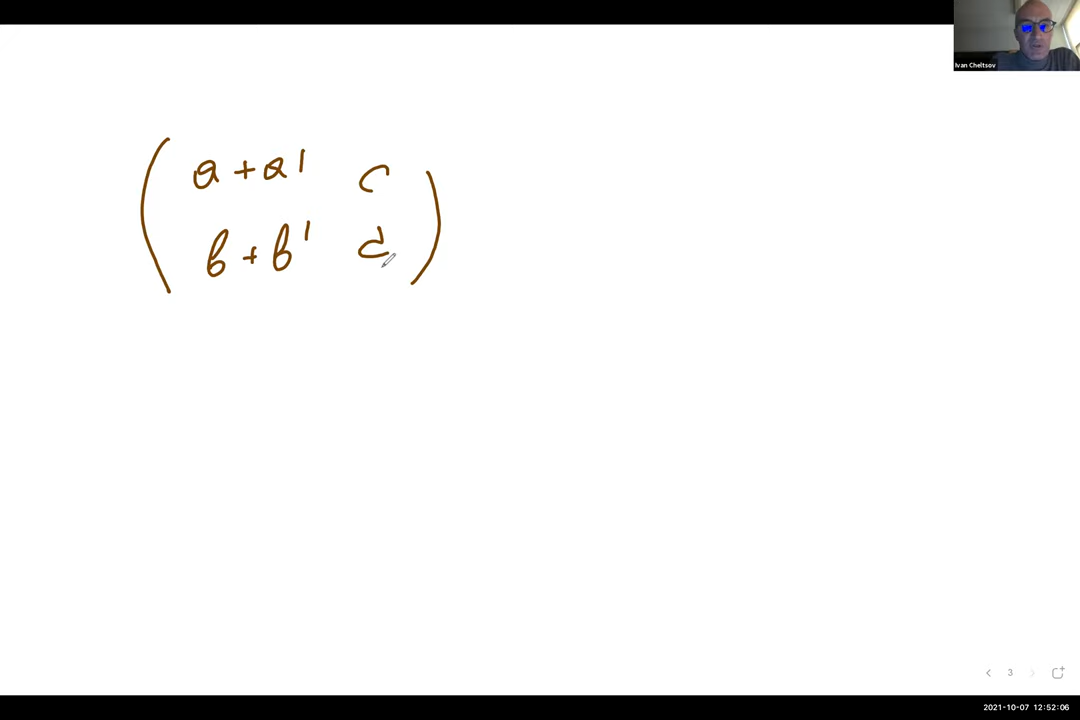 Ivan Cheltsov
a + a' c
b + b' d
3
2021-10-07 12:52:06